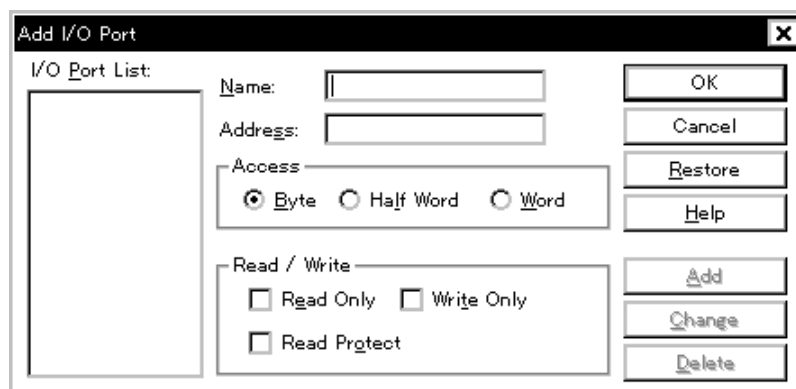 Add I/O Port
I/O Port List:
Name:
Address:
Access
Byte Half Word Word
Read / Write
Read Only Write Only
Read Protect
OK
Cancel
Restore
Help
Add
Change
Delete